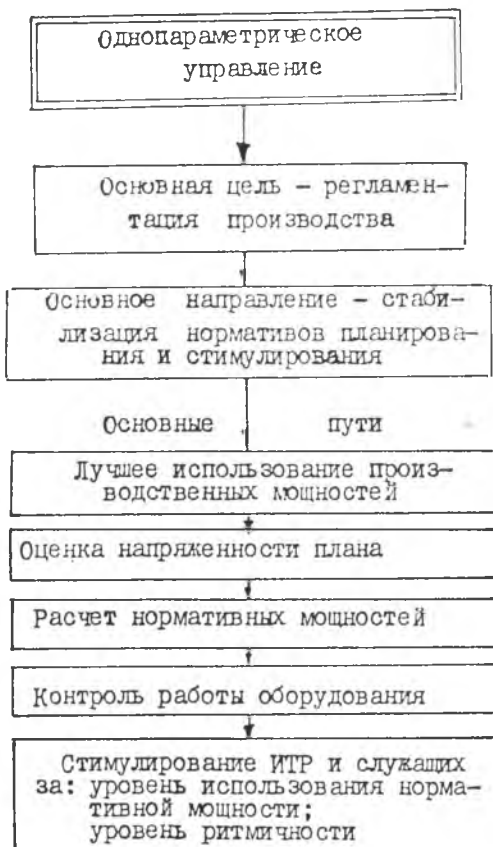 Однопараметрическое
управление
Основная цель – регламен-
тация производства
Основное направление – стаби-
лизация нормативов планирова-
ния и стимулирования
Основные пути
Лучшее использование произ-
водственных мощностей
Оценка напряженности плана
Расчет нормативных мощностей
Контроль работы оборудования
Стимулирование ИТР и служащих
за: уровень использования норма-
тивной мощности;
уровень ритмичности